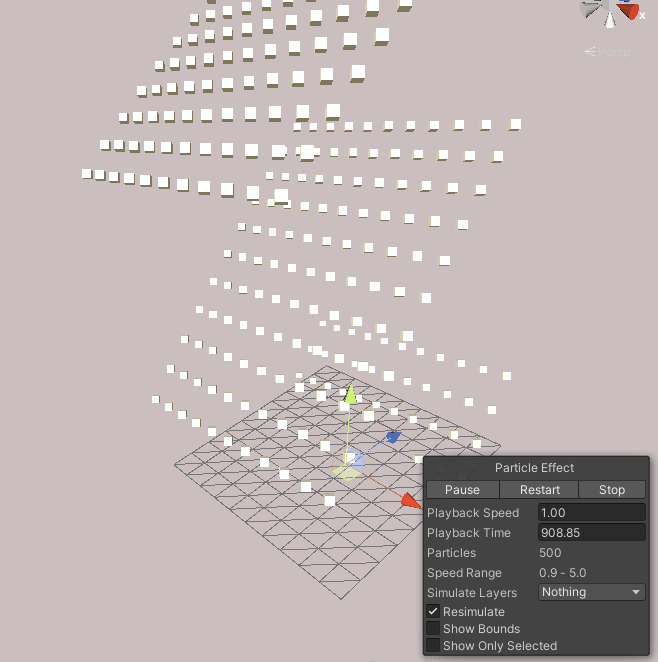 x
Persp
Particle Effect
Pause Restart Stop
Playback Speed 1.00
Playback Time 908.85
Particles 500
Speed Range 0.9 - 5.0
Simulate Layers Nothing
Resimulate
Show Bounds
Show Only Selected